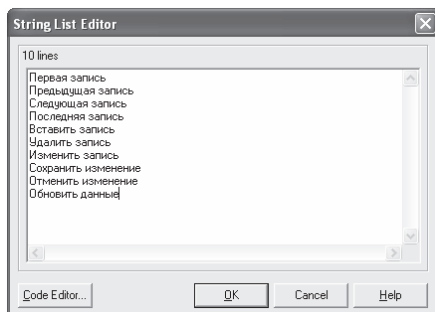 String List Editor
10 lines
Первая запись
Предыдущая запись
Следующая запись
Последняя запись
Вставить запись
Удалить запись
Изменить запись
Сохранить изменение
Отменить изменение
Обновить данные
Code Editor... OK Cancel Help